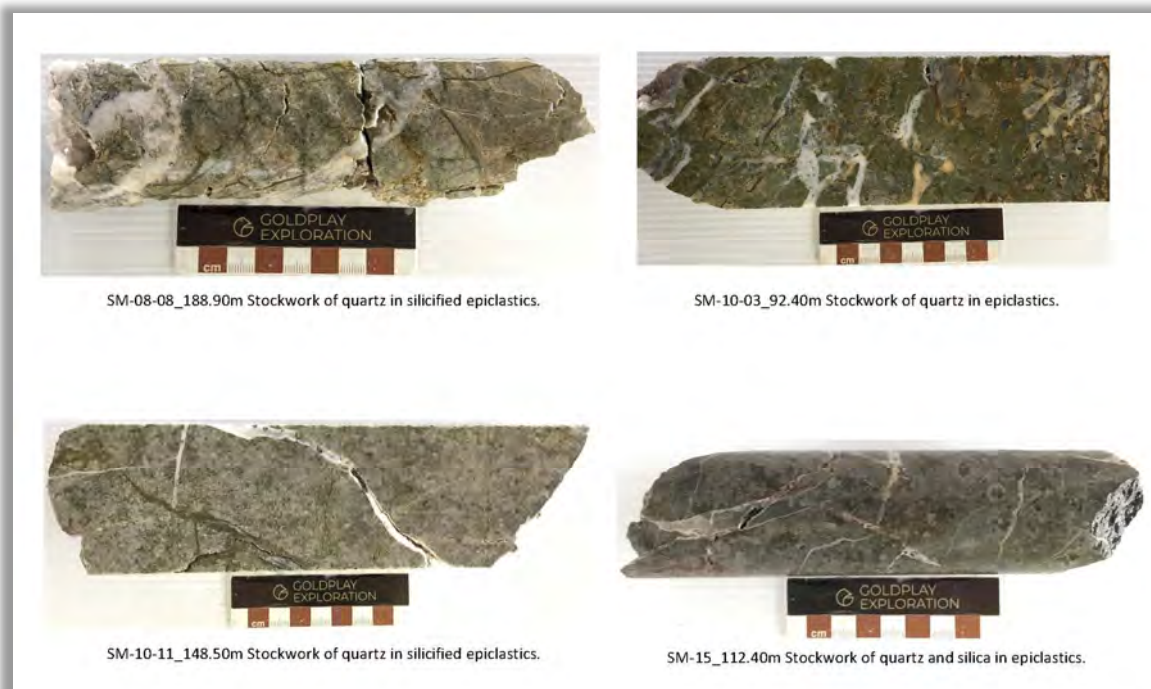 GOLDPLAY
EXPLORATION
cm
SM-08-08_188.90m Stockwork of quartz in silicified epiclastics.
GOLDPLAY
EXPLORATION
cm
SM-10-03_92.40m Stockwork of quartz in epiclastics.
GOLDPLAY
EXPLORATION
cm
SM-10-11_148.50m Stockwork of quartz in silicified epiclastics.
GOLDPLAY
EXPLORATION
cm
SM-15_112.40m Stockwork of quartz and silica in epiclastics.